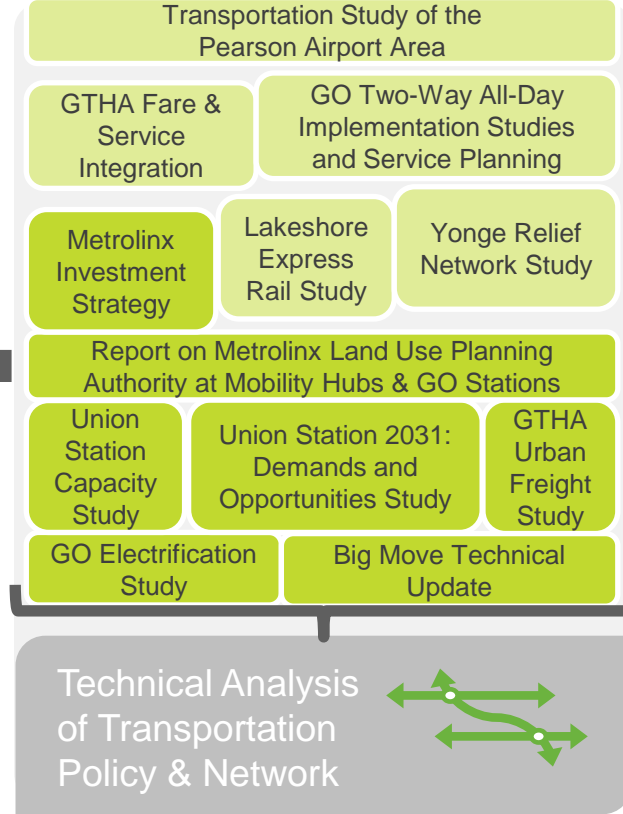 Transportation Study of the
Pearson Airport Area
GTHA Fare &
Service
Integration
GO Two-Way All-Day
Implementation Studies
and Service Planning
Metrolinx
Investment
Strategy
Lakeshore
Express
Rail Study
Yonge Relief
Network Study
Report on Metrolinx Land Use Planning
Authority at Mobility Hubs & GO Stations
Union
Station
Capacity
Study
Union Station 2031:
Demands and
Opportunities Study
GTHA
Urban
Freight
Study
GO Electrification
Study
Big Move Technical
Update
Technical Analysis
of Transportation
Policy & Network